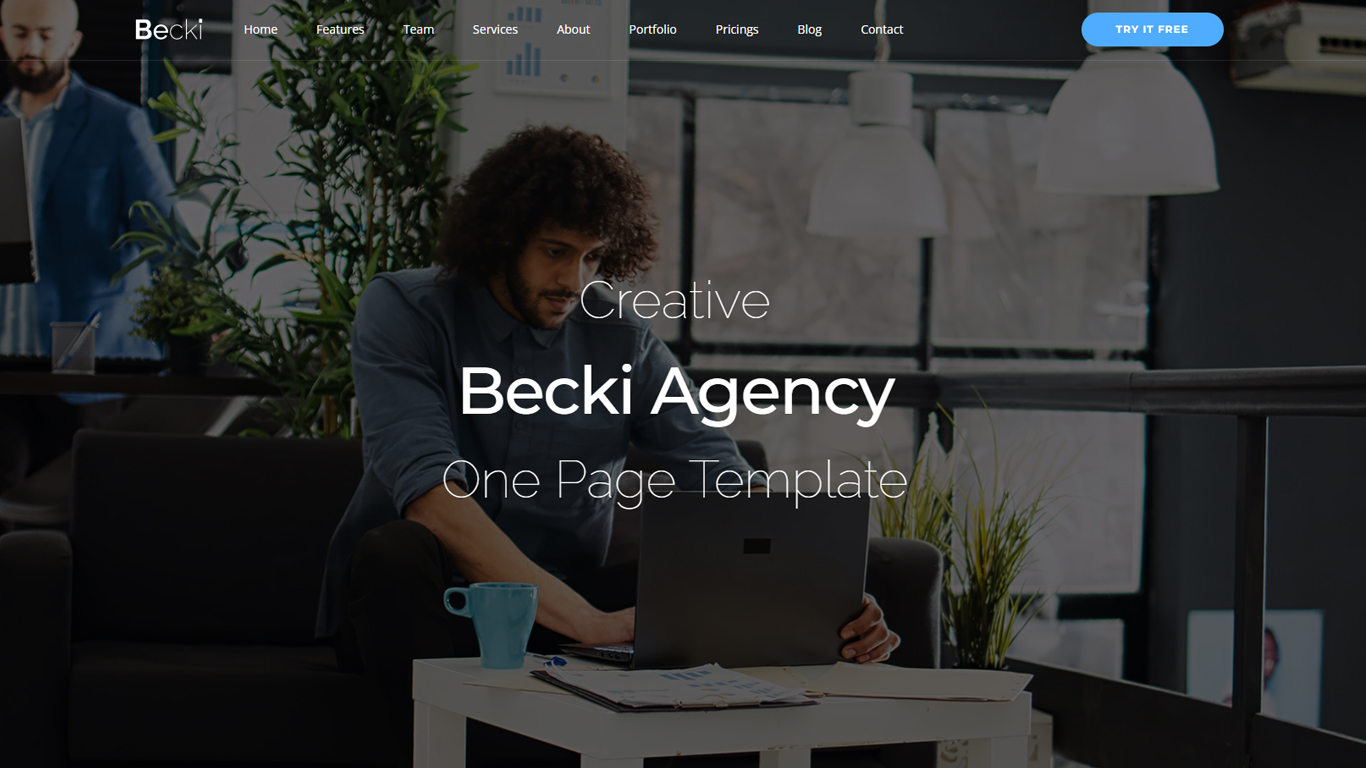 Becki
Home Features Team Services About Portfolio Pricings Blog Contact
TRY IT FREE
Creative
Becki Agency
One Page Template